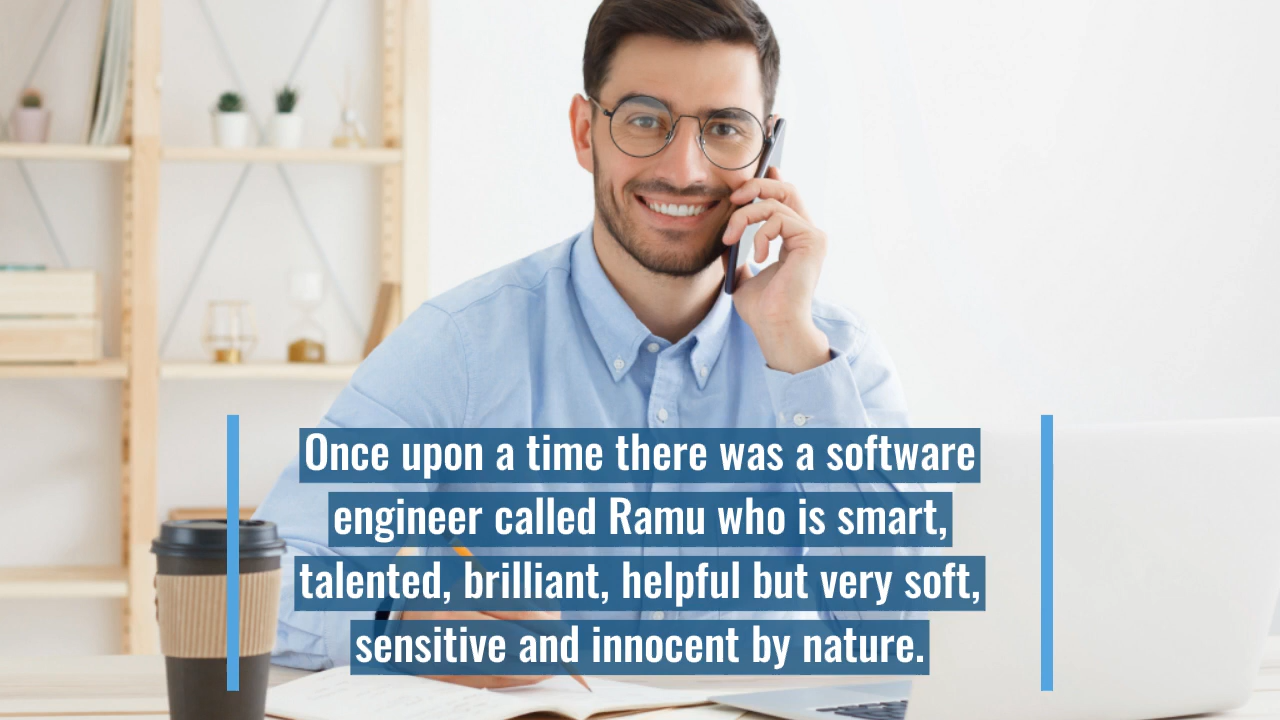 Once upon a time there was a software
engineer called Ramu who is smart,
talented, brilliant, helpful but very soft,
sensitive and innocent by nature.